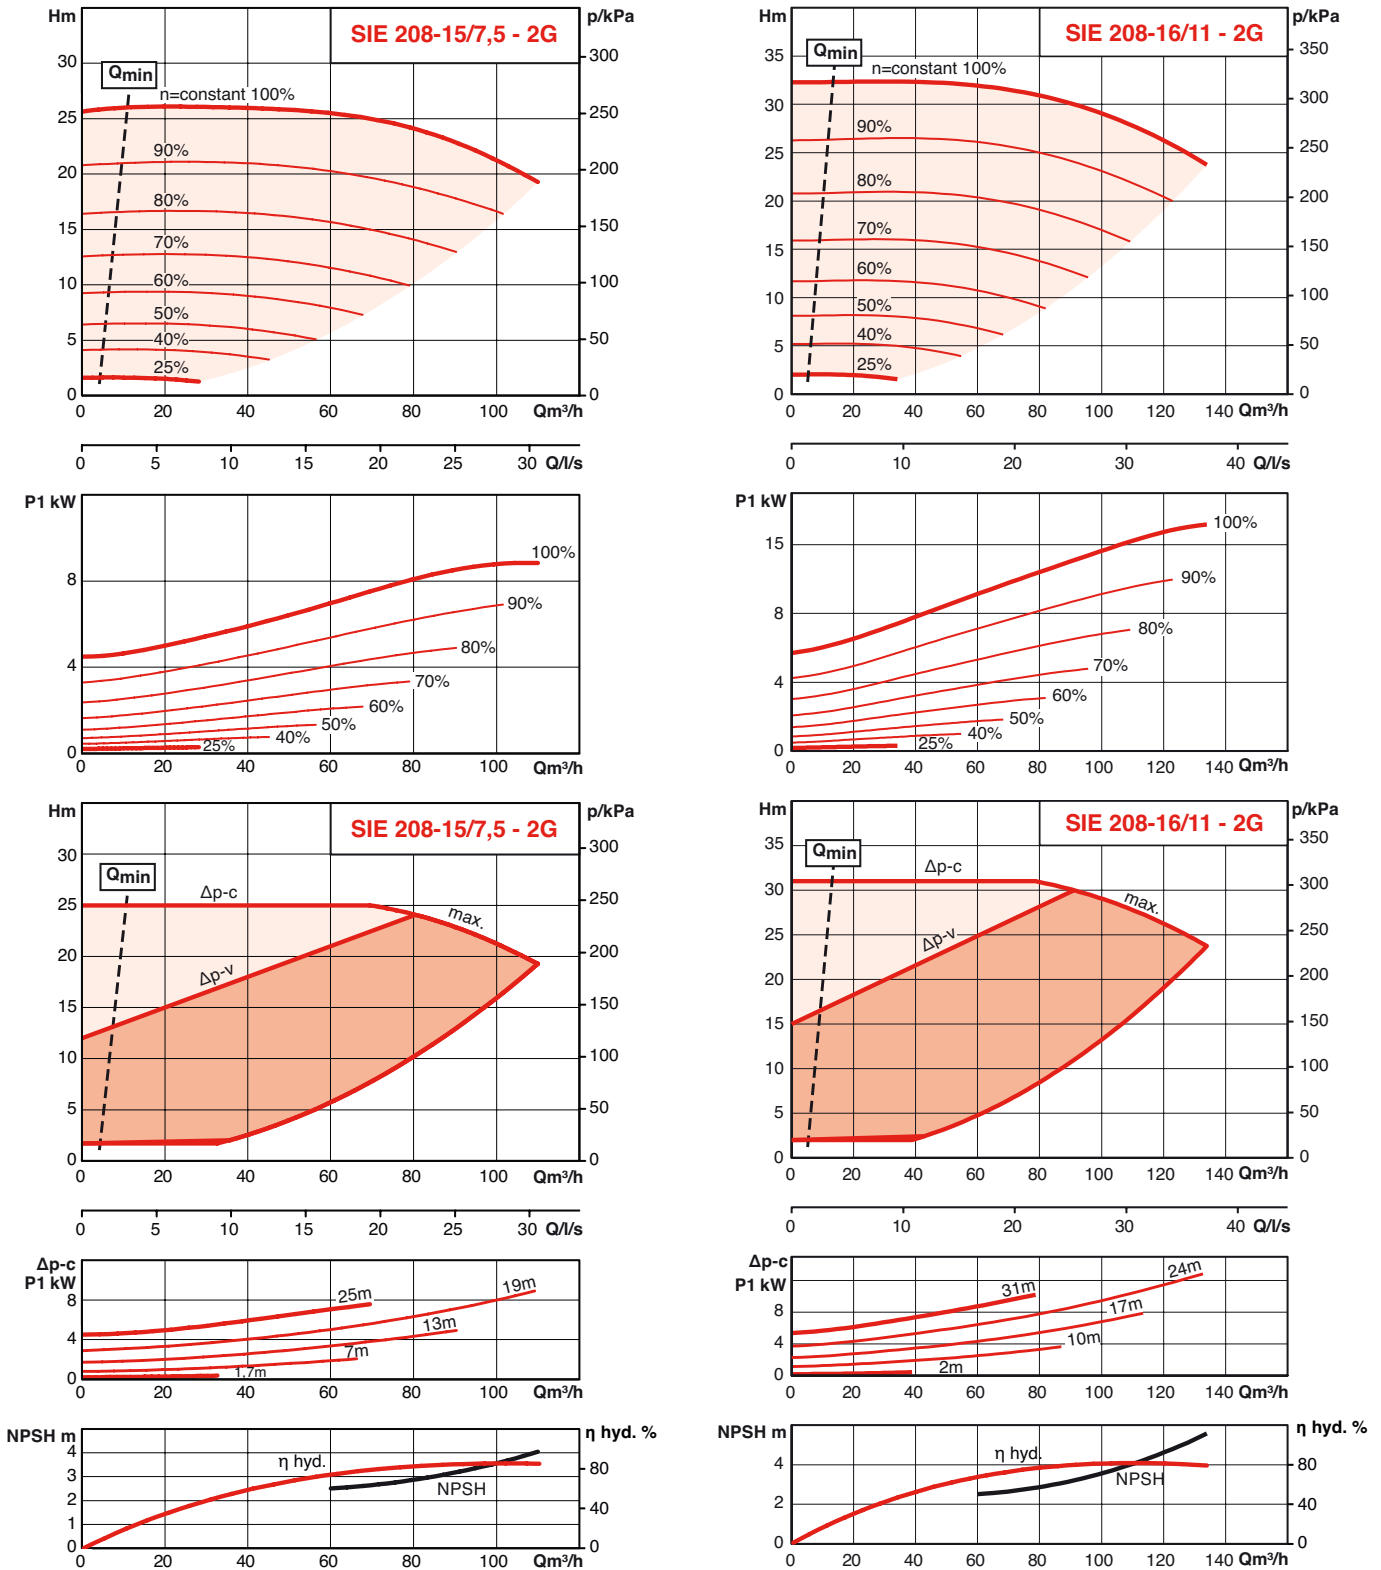 Hm
p/kPa
SIE 208-15/7,5 - 2G
Qmin
n=constant 100%
90%
80%
70%
60%
50%
40%
25%
30
25
20
15
10
5
0
300
250
200
150
100
50
0
0 20 40 60 80 100 Qm³/h
0 5 10 15 20 25 30 Q/l/s
P1 kW
8
4
0
100%
90%
80%
70%
60%
50%
40%
25%
0 20 40 60 80 100 Qm³/h
Hm
p/kPa
SIE 208-15/7,5 - 2G
Qmin
Δp-c
Δp-v
max.
30
25
20
15
10
5
0
300
250
200
150
100
50
0
0 20 40 60 80 100 Qm³/h
0 5 10 15 20 25 30 Q/l/s
Δp-c
P1 kW
8
4
0
25m
19m
13m
7m
1,7m
0 20 40 60 80 100 Qm³/h
NPSH m
η hyd. %
4
3
2
1
0
80
40
0
η hyd.
NPSH
0 20 40 60 80 100 Qm³/h
Hm
p/kPa
SIE 208-16/11 - 2G
Qmin
n=constant 100%
90%
80%
70%
60%
50%
40%
25%
35
30
25
20
15
10
5
0
350
300
250
200
150
100
50
0
0 20 40 60 80 100 120 140 Qm³/h
0 10 20 30 40 Q/l/s
P1 kW
15
8
4
0
100%
90%
80%
70%
60%
50%
40%
25%
0 20 40 60 80 100 120 140 Qm³/h
Hm
p/kPa
SIE 208-16/11 - 2G
Qmin
Δp-c
Δp-v
max.
35
30
25
20
15
10
5
0
350
300
250
200
150
100
50
0
0 20 40 60 80 100 120 140 Qm³/h
0 10 20 30 40 Q/l/s
Δp-c
P1 kW
8
4
0
31m
24m
17m
10m
2m
0 20 40 60 80 100 120 140 Qm³/h
NPSH m
η hyd. %
4
2
0
80
40
0
η hyd.
NPSH
0 20 40 60 80 100 120 140 Qm³/h